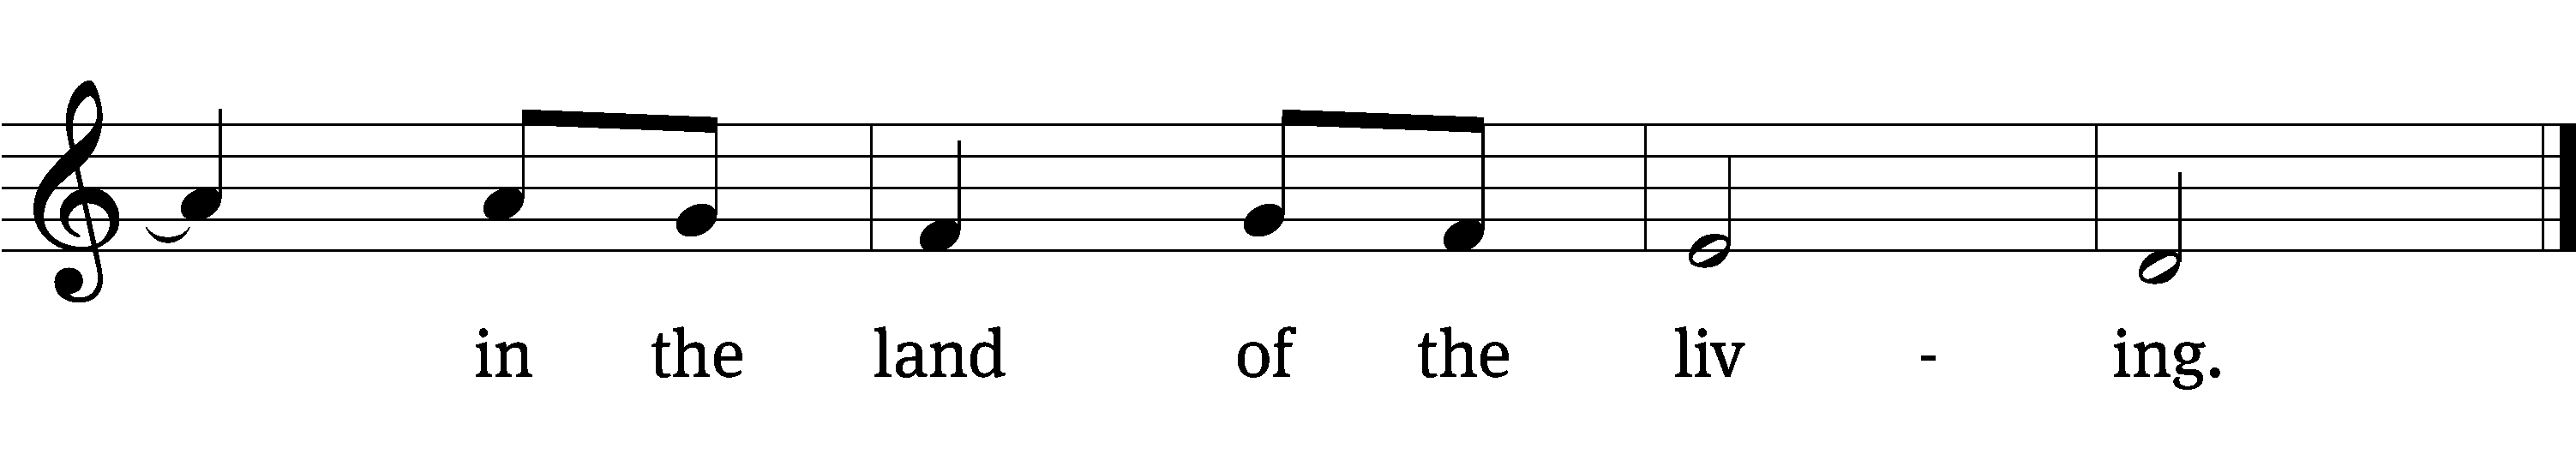 in the land of the liv - ing.